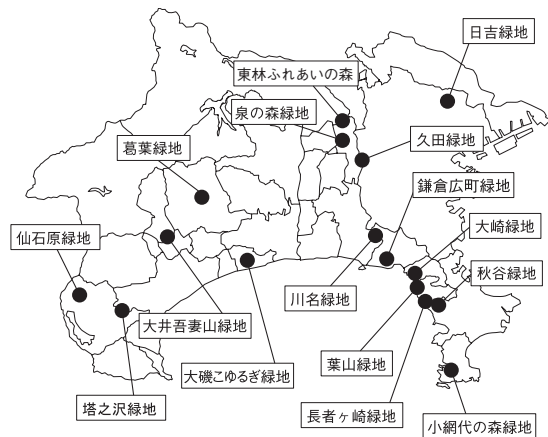 日吉緑地
東林ふれあいの森
泉の森緑地
久田緑地
葛葉緑地
鎌倉広町緑地
大崎緑地
仙石原緑地
秋谷緑地
川名緑地
大井吾妻山緑地
葉山緑地
大磯こゆるぎ緑地
塔之沢緑地
長者ヶ崎緑地
小網代の森緑地